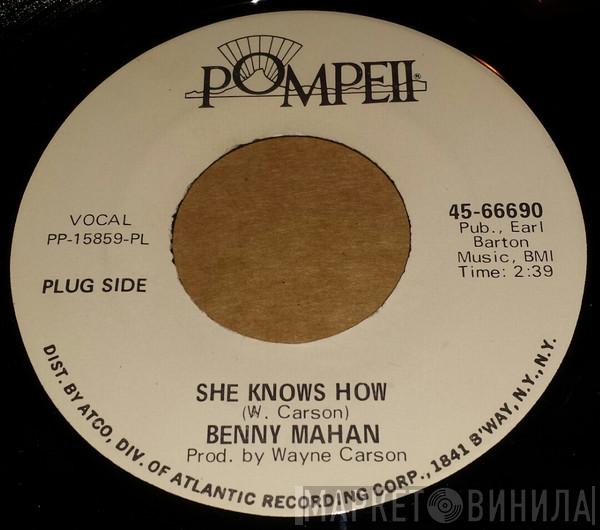 POMPEII®
VOCAL
PP-15859-PL
PLUG SIDE
45-66690
Pub., Earl
Barton
Music, BMI
Time: 2:39
SHE KNOWS HOW
(W. Carson)
BENNY MAHAN
Prod. by Wayne Carson
DIST. BY ATCO, DIV. OF ATLANTIC RECORDING CORP., 1841 B'WAY, N.Y., N.Y.
МАРКЕТ ВИНИЛА